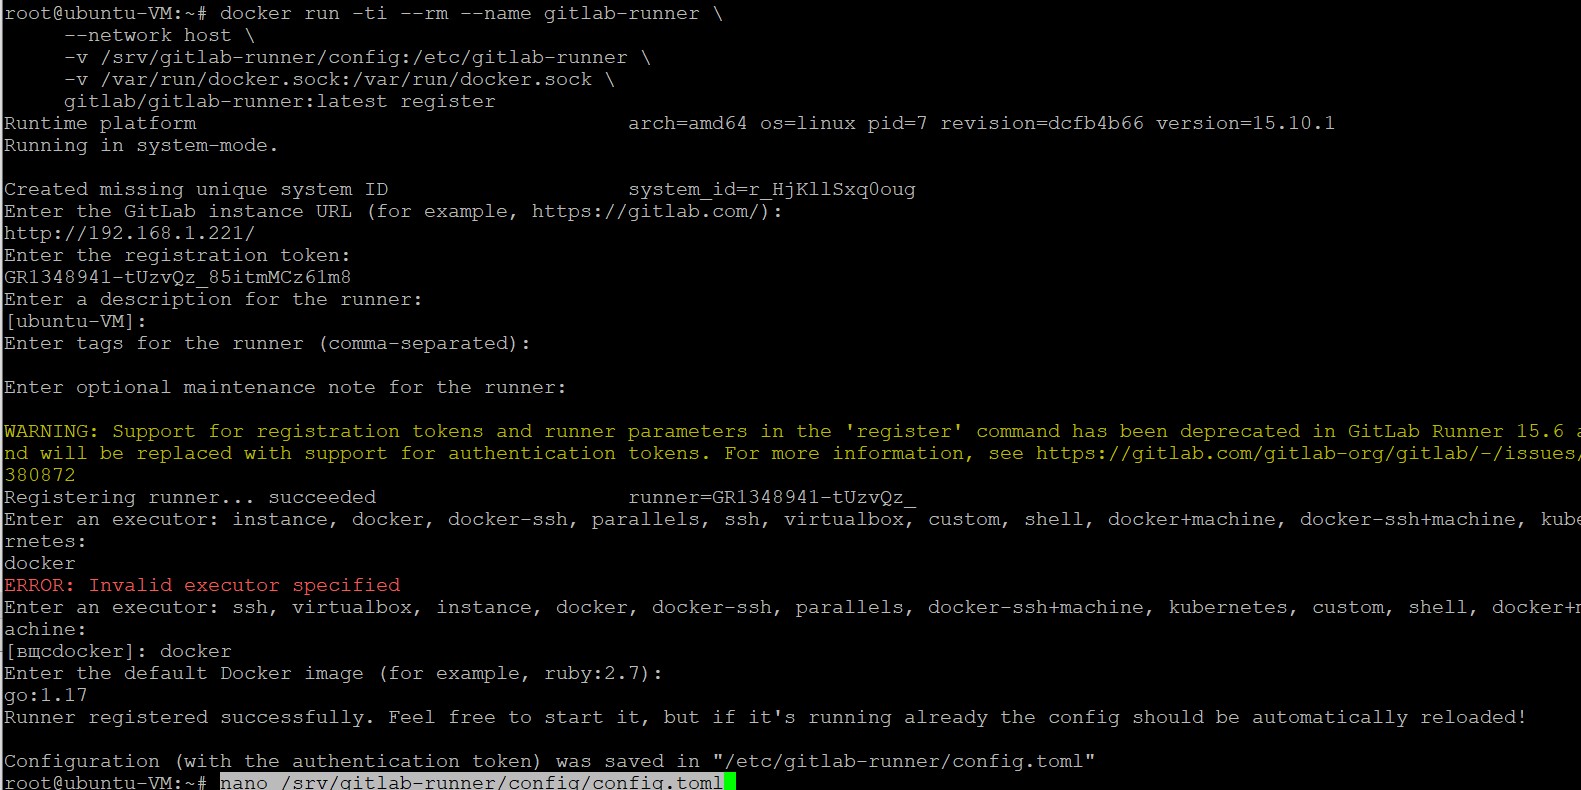 root@ubuntu-VM:~# docker run -ti --rm --name gitlab-runner \
--network host \
-v /srv/gitlab-runner/config:/etc/gitlab-runner \
-v /var/run/docker.sock:/var/run/docker.sock \
gitlab/gitlab-runner:latest register
Runtime platform arch=amd64 os=linux pid=7 revision=dcfb4b66 version=15.10.1
Running in system-mode.
Created missing unique system ID system_id=r_HjKllSxq0oug
Enter the GitLab instance URL (for example, https://gitlab.com/):
http://192.168.1.221/
Enter the registration token:
GR1348941-tUzvQz_85itmMCz61m8
Enter a description for the runner:
[ubuntu-VM]:
Enter tags for the runner (comma-separated):
Enter optional maintenance note for the runner:
WARNING: Support for registration tokens and runner parameters in the 'register' command has been deprecated in GitLab Runner 15.6 a
nd will be replaced with support for authentication tokens. For more information, see https://gitlab.com/gitlab-org/gitlab/-/issues/
380872
Registering runner... succeeded runner=GR1348941-tUzvQz_
Enter an executor: instance, docker, docker-ssh, parallels, ssh, virtualbox, custom, shell, docker+machine, docker-ssh+machine, kube
rnetes:
docker
ERROR: Invalid executor specified
Enter an executor: ssh, virtualbox, instance, docker, docker-ssh, parallels, docker-ssh+machine, kubernetes, custom, shell, docker+m
achine:
[вщсdocker]: docker
Enter the default Docker image (for example, ruby:2.7):
go:1.17
Runner registered successfully. Feel free to start it, but if it's running already the config should be automatically reloaded!
Configuration (with the authentication token) was saved in "/etc/gitlab-runner/config.toml"
root@ubuntu-VM:~# nano /srv/gitlab-runner/config/config.toml